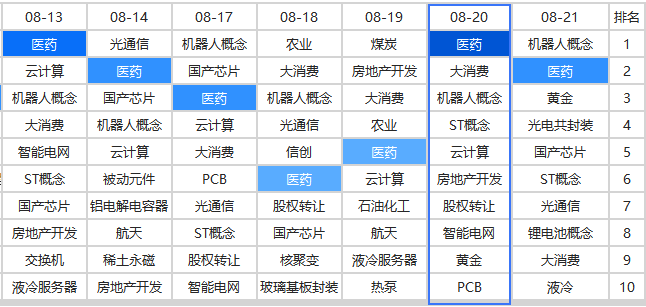 08-13 08-14 08-17 08-18 08-19 08-20 08-21 排名
医药 光通信 机器人概念 农业 煤炭 医药 机器人概念 1
云计算 医药 国产芯片 大消费 房地产开发 大消费 医药 2
机器人概念 国产芯片 医药 机器人概念 大消费 机器人概念 黄金 3
大消费 机器人概念 云计算 光通信 农业 ST概念 光电共封装 4
智能电网 云计算 大消费 信创 医药 云计算 国产芯片 5
ST概念 被动元件 PCB 医药 云计算 房地产开发 ST概念 6
国产芯片 铝电解电容器 光通信 股权转让 石油化工 股权转让 光通信 7
房地产开发 航天 ST概念 国产芯片 航天 智能电网 锂电池概念 8
交换机 稀土永磁 股权转让 核聚变 液冷服务器 黄金 大消费 9
液冷服务器 房地产开发 智能电网 玻璃基板封装 热泵 PCB 液冷 10